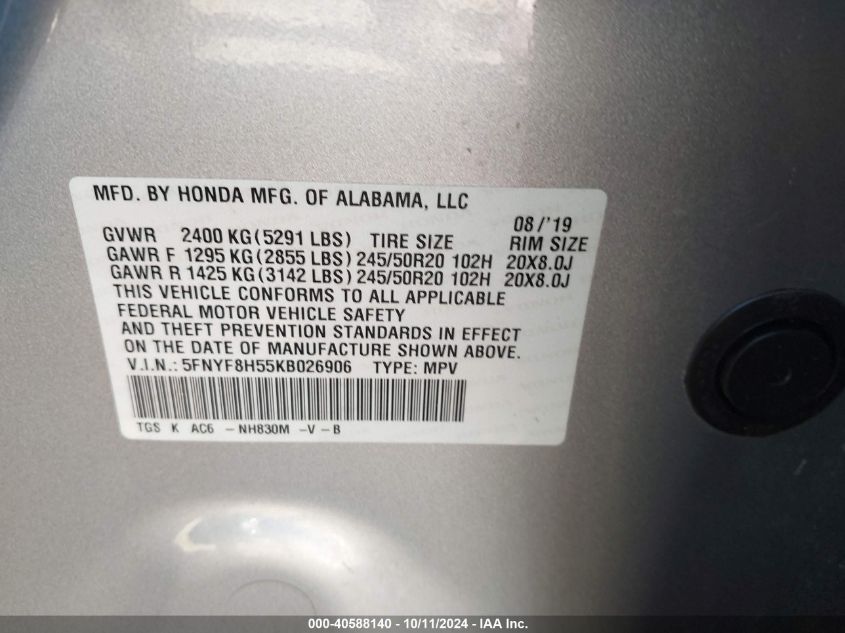 MFD. BY HONDA MFG. OF ALABAMA, LLC
08/'19
GVWR 2400 KG(5291 LBS) TIRE SIZE RIM SIZE
GAWR F 1295 KG(2855 LBS) 245/50R20 102H 20X8.0J
GAWR R 1425 KG(3142 LBS) 245/50R20 102H 20X8.0J
THIS VEHICLE CONFORMS TO ALL APPLICABLE
FEDERAL MOTOR VEHICLE SAFETY
AND THEFT PREVENTION STANDARDS IN EFFECT
ON THE DATE OF MANUFACTURE SHOWN ABOVE.
V.I.N.: 5FNYF8H55KB026906 TYPE: MPV
TGS K AC6 - NH830M -V - B
000-40588140 - 10/11/2024 - IAA Inc.